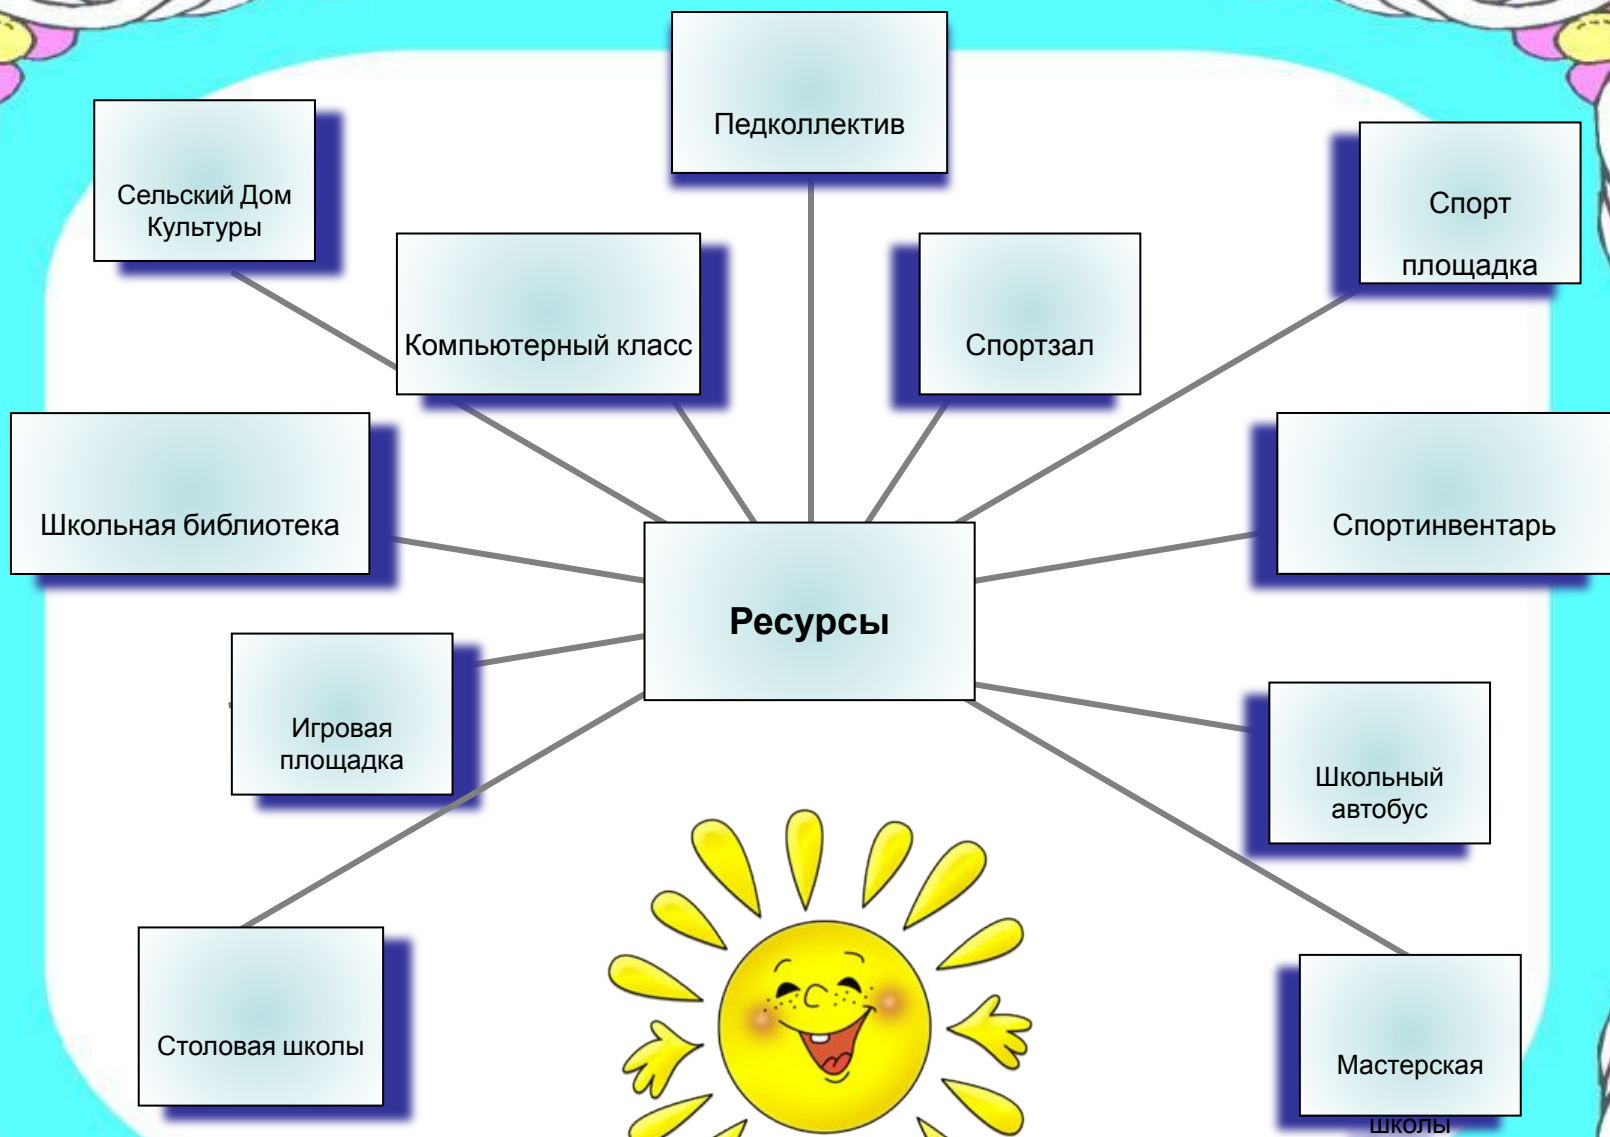 Педколлектив
Сельский Дом
Культуры
Спорт
площадка
Компьютерный класс
Спортзал
Школьная библиотека
Спортинвентарь
Ресурсы
Игровая
площадка
Школьный
автобус
Столовая школы
Мастерская
школы